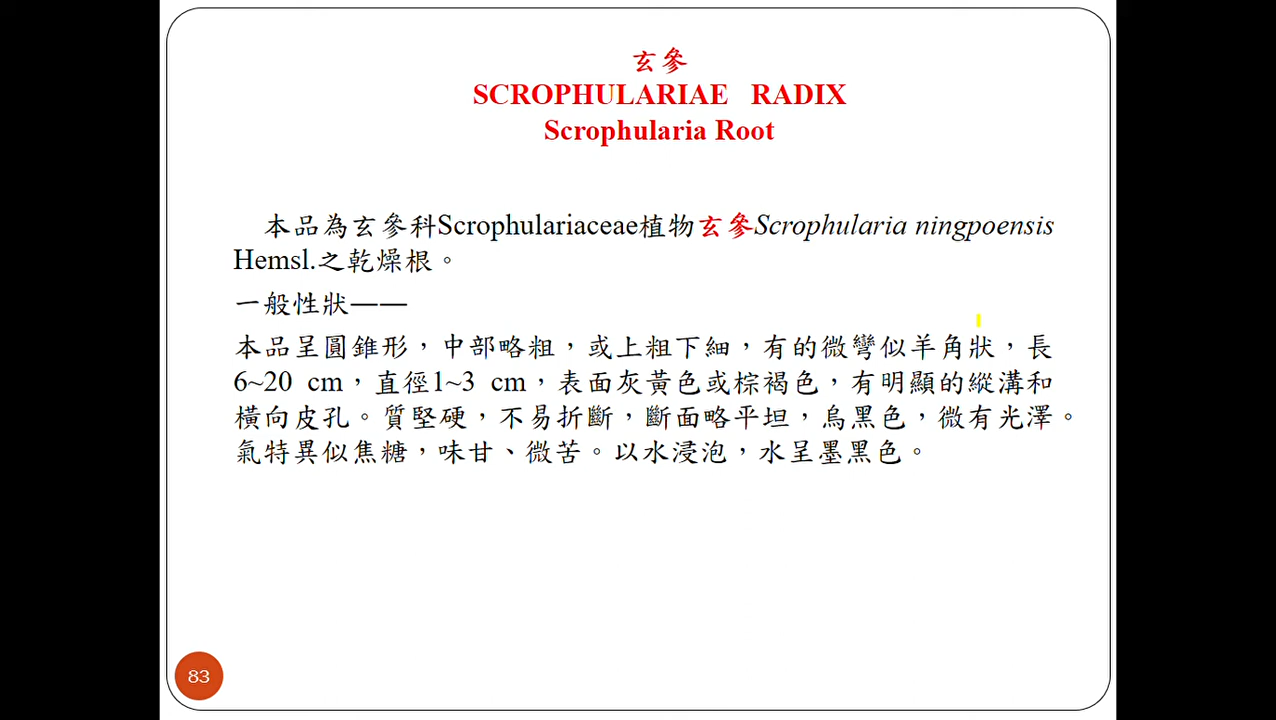 玄參
SCROPHULARIAE RADIX
Scrophularia Root
本品為玄參科Scrophulariaceae植物玄參Scrophularia ningpoensis
Hemsl.之乾燥根。
一般性狀——
本品呈圓錐形，中部略粗，或上粗下細，有的微彎似羊角狀，長
6~20 cm，直徑1~3 cm，表面灰黃色或棕褐色，有明顯的縱溝和
橫向皮孔。質堅硬，不易折斷，斷面略平坦，烏黑色，微有光澤。
氣特異似焦糖，味甘、微苦。以水浸泡，水呈墨黑色。
83